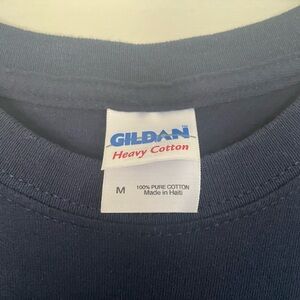 GILDAN
Heavy Cotton
M 100% PURE COTTON
Made in Haiti